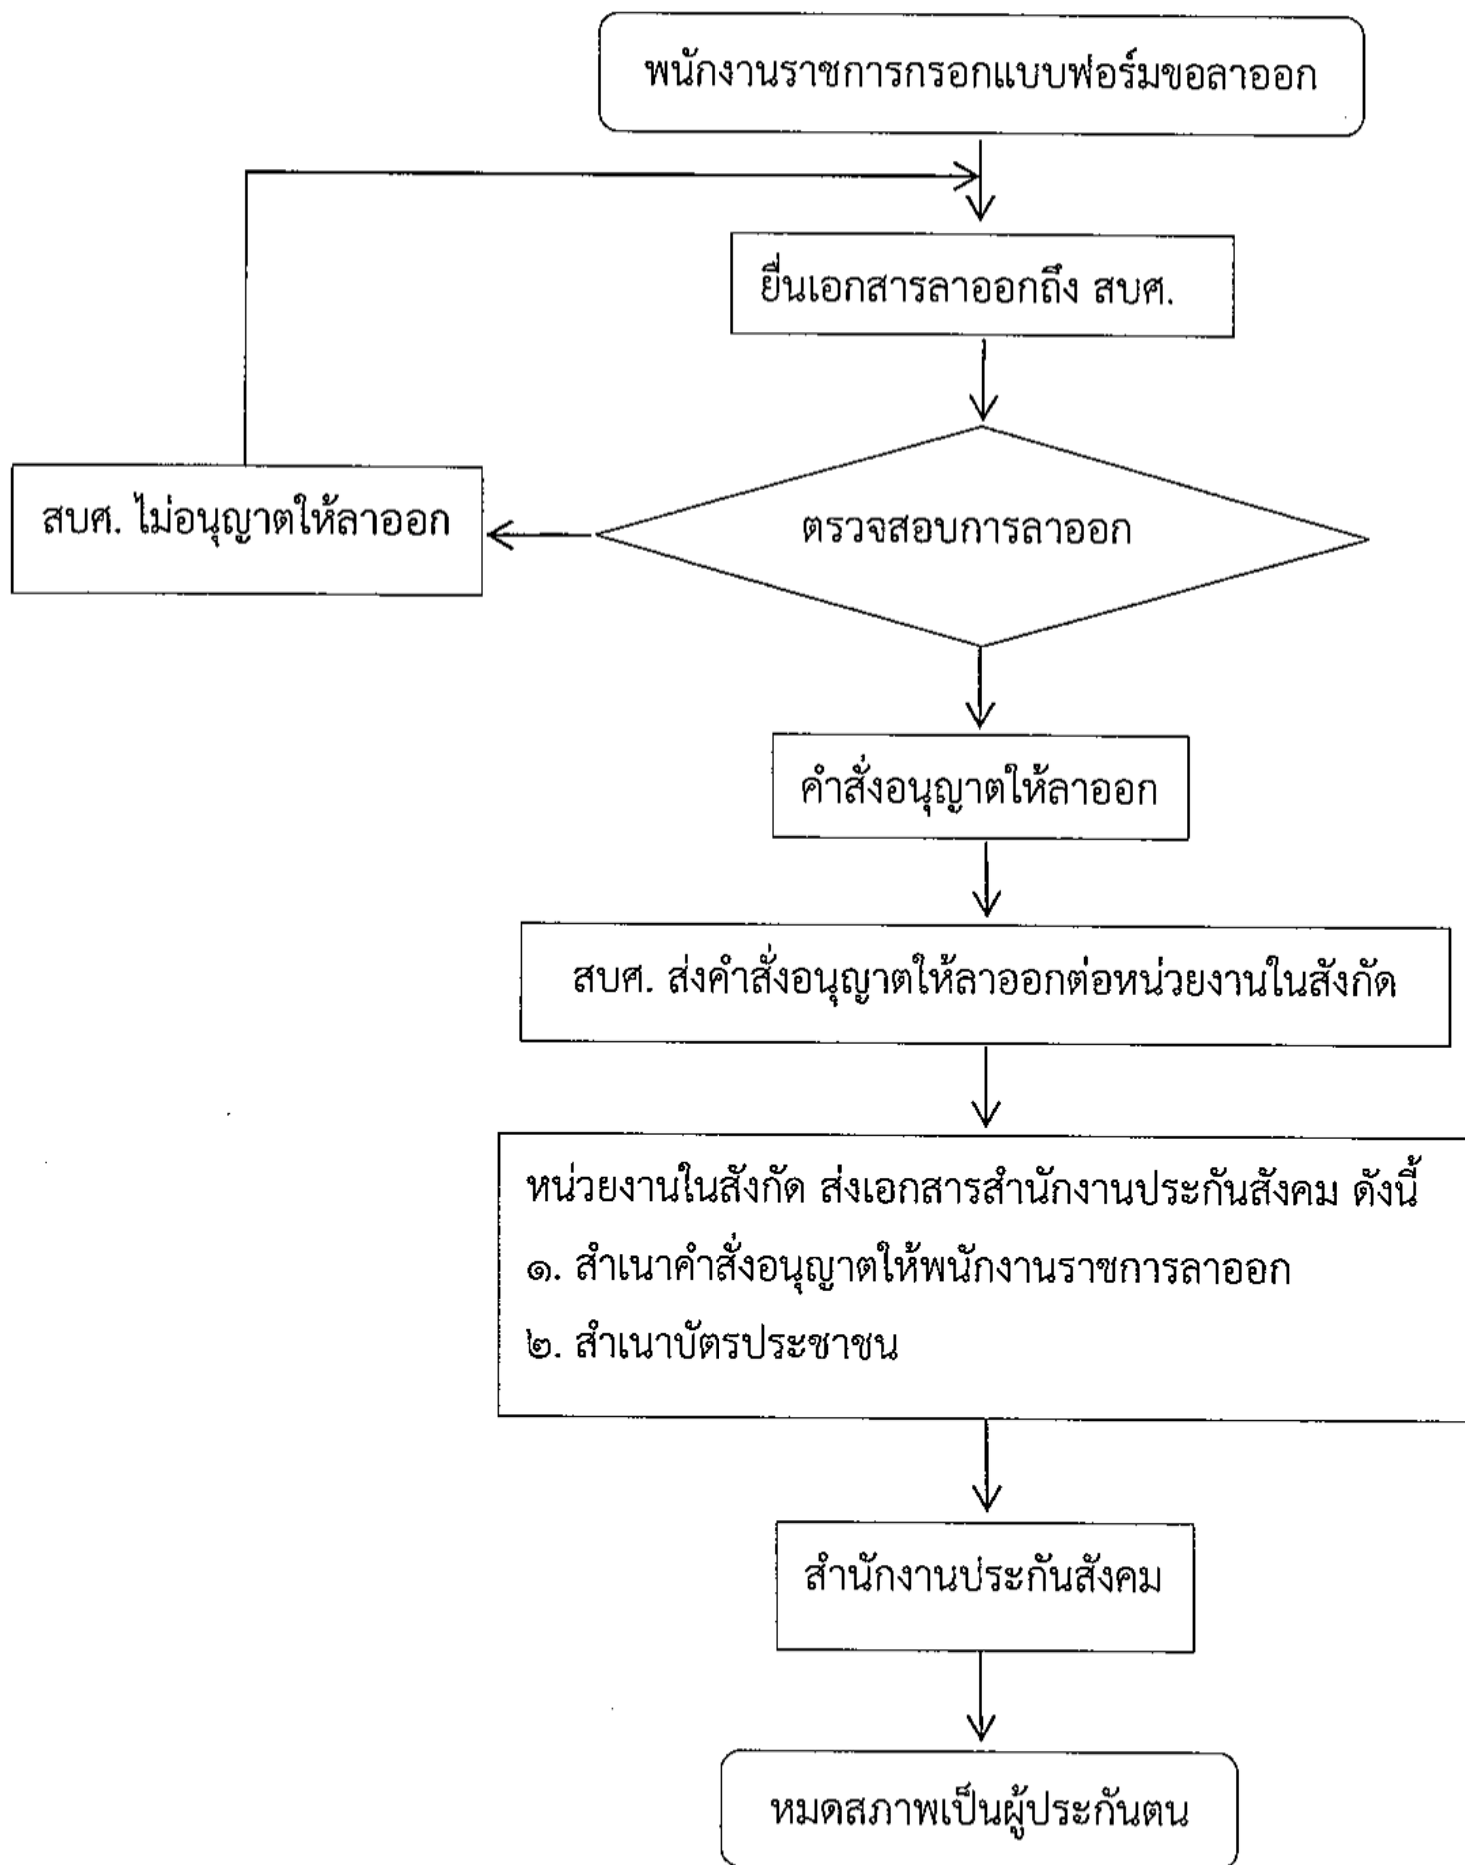 พนักงานราชการกรอกแบบฟอร์มขอลาออก
ยื่นเอกสารลาออกถึง สบศ.
สบศ. ไม่อนุญาตให้ลาออก
ตรวจสอบการลาออก
คำสั่งอนุญาตให้ลาออก
สบศ. ส่งคำสั่งอนุญาตให้ลาออกต่อหน่วยงานในสังกัด
หน่วยงานในสังกัด ส่งเอกสารสำนักงานประกันสังคม ดังนี้
๑. สำเนาคำสั่งอนุญาตให้พนักงานราชการลาออก
๒. สำเนาบัตรประชาชน
สำนักงานประกันสังคม
หมดสภาพเป็นผู้ประกันตน